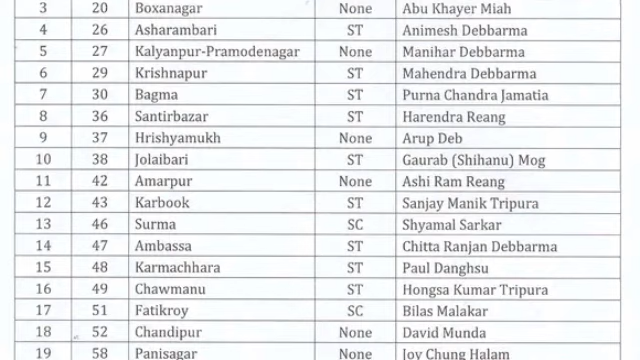 3 20 Boxanagar None Abu Khayer Miah
4 26 Asharambari ST Animesh Debbarma
5 27 Kalyanpur-Pramodenagar None Manihar Debbarma
6 29 Krishnapur ST Mahendra Debbarma
7 30 Bagma ST Purna Chandra Jamatia
8 36 Santirbazar ST Harendra Reang
9 37 Hrishyamukh None Arup Deb
10 38 Jolaibari ST Gaurab (Shihanu) Mog
11 42 Amarpur None Ashi Ram Reang
12 43 Karbook ST Sanjay Manik Tripura
13 46 Surma SC Shyamal Sarkar
14 47 Ambassa ST Chitta Ranjan Debbarma
15 48 Karmachhara ST Paul Danghsu
16 49 Chawmanu ST Hongsa Kumar Tripura
17 51 Fatikroy SC Bilas Malakar
18 52 Chandipur None David Munda
19 58 Panisagar None Joy Chung Halam